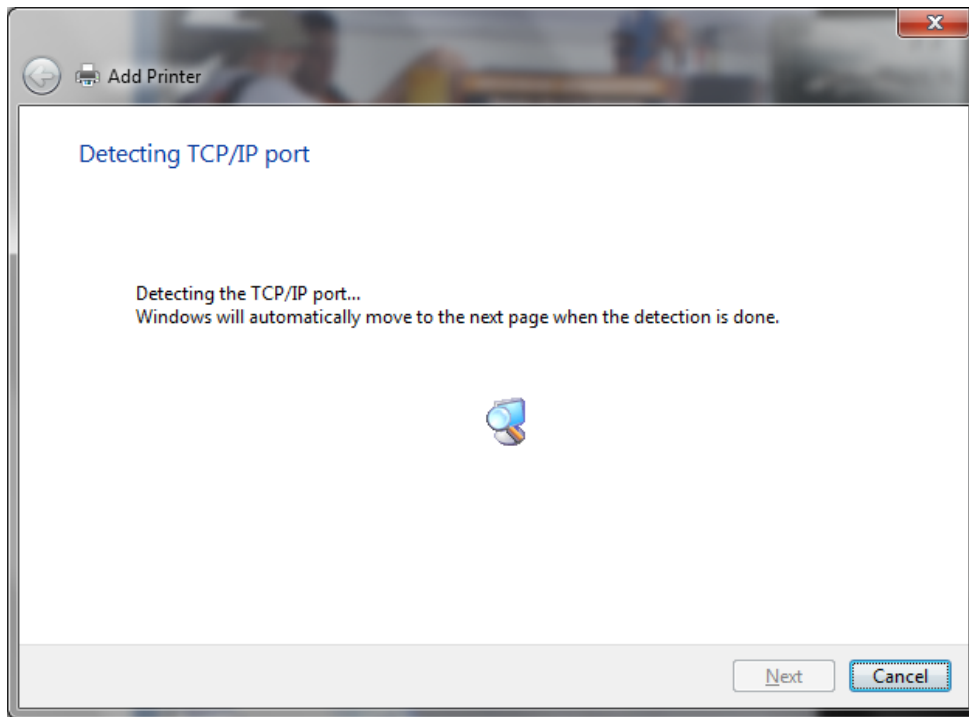 Add Printer
Detecting TCP/IP port
Detecting the TCP/IP port...
Windows will automatically move to the next page when the detection is done.
Next
Cancel